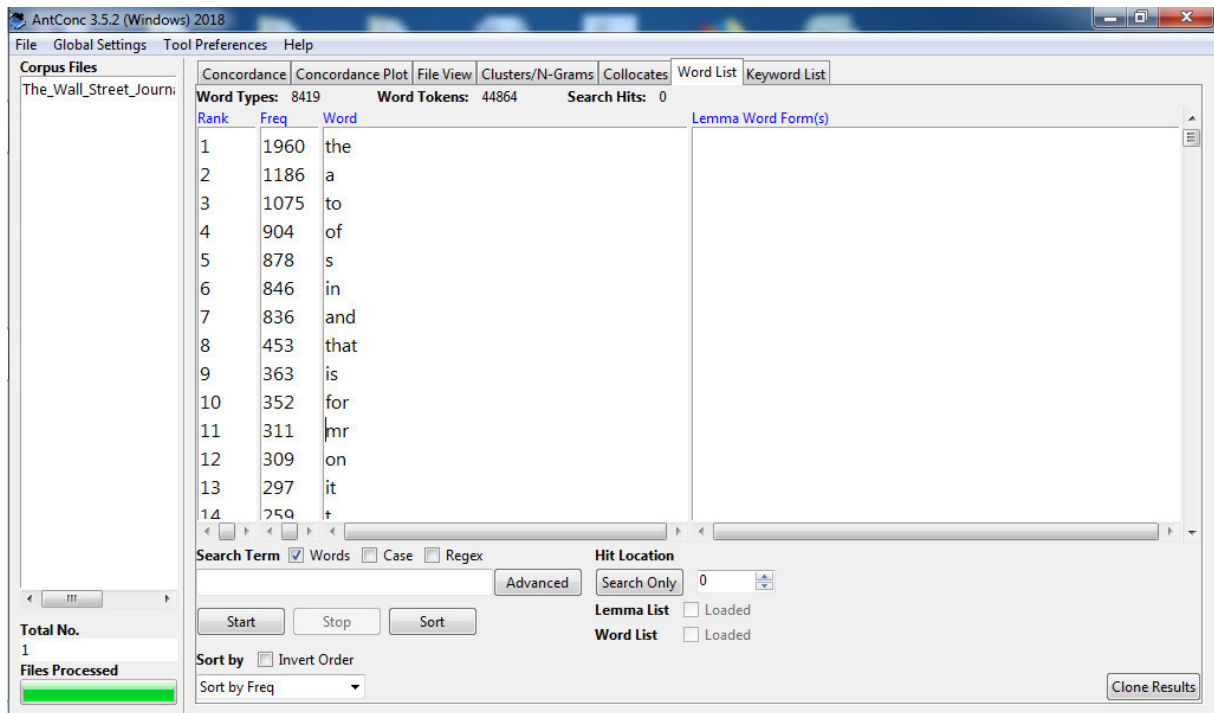 AntConc 3.5.2 (Windows) 2018
File Global Settings Tool Preferences Help
Corpus Files
The_Wall_Street_Journa
Concordance Concordance Plot File View Clusters/N-Grams Collocates Word List Keyword List
Word Types: 8419 Word Tokens: 44864 Search Hits: 0
Rank Freq Word Lemma Word Form(s)
1 1960 the
2 1186 a
3 1075 to
4 904 of
5 878 s
6 846 in
7 836 and
8 453 that
9 363 is
10 352 for
11 311 mr
12 309 on
13 297 it
14 259 t
Search Term Words Case Regex Hit Location
Advanced Search Only 0
Lemma List Loaded
Start Stop Sort
Word List Loaded
Total No.
1
Sort by Invert Order
Files Processed
Sort by Freq
Clone Results